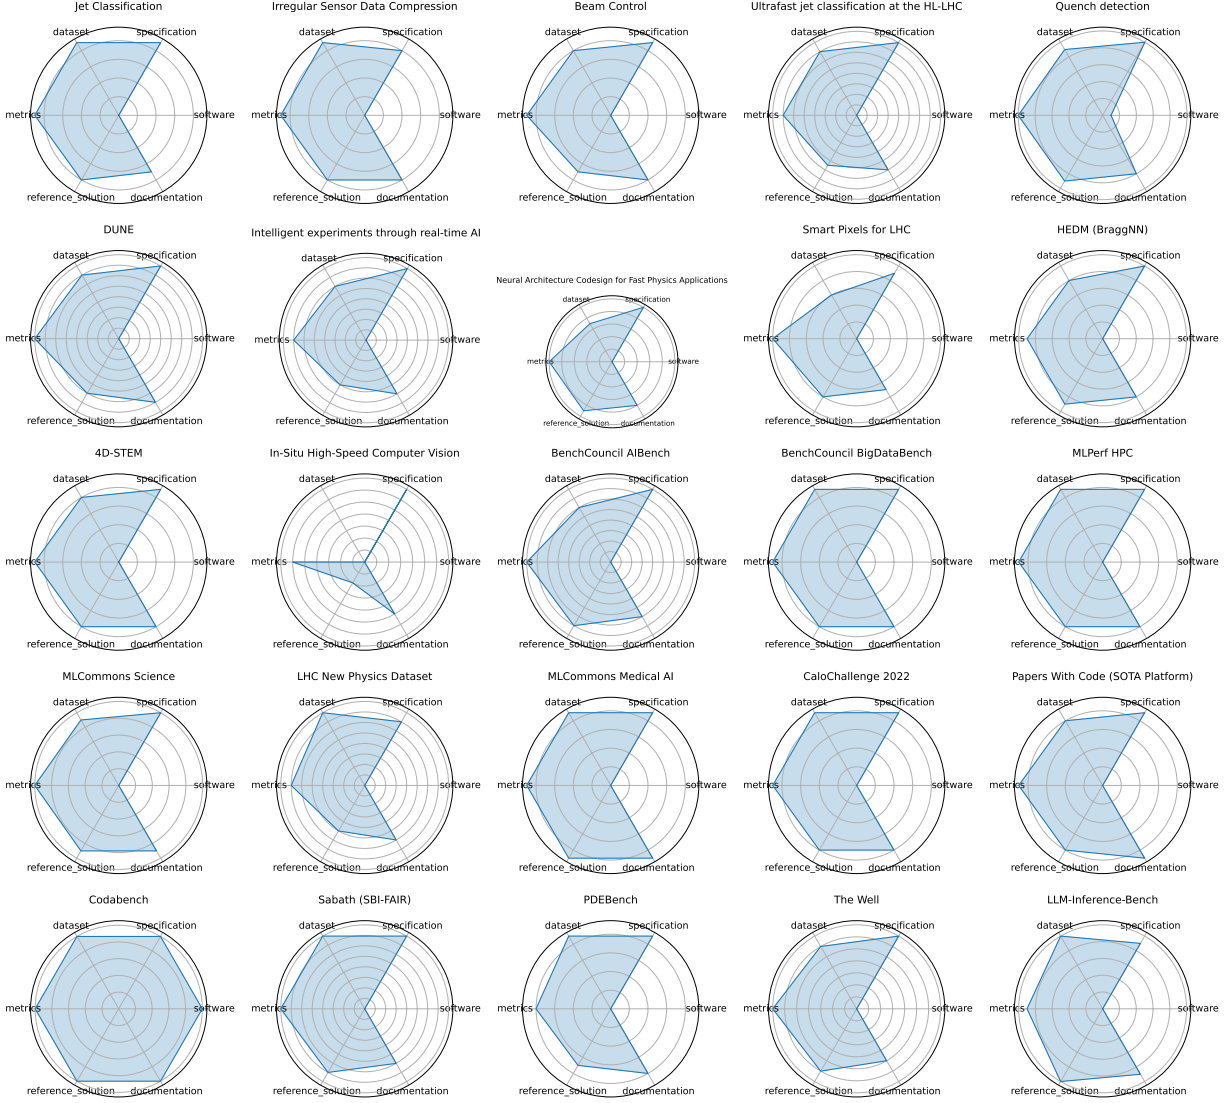 Jet Classification
dataset
specification
metrics
software
reference_solution
documentation
Irregular Sensor Data Compression
dataset
specification
metrics
software
reference_solution
documentation
Beam Control
dataset
specification
metrics
software
reference_solution
documentation
Ultrafast jet classification at the HL-LHC
dataset
specification
metrics
software
reference_solution
documentation
Quench detection
dataset
specification
metrics
software
reference_solution
documentation
DUNE
dataset
specification
metrics
software
reference_solution
documentation
Intelligent experiments through real-time AI
dataset
specification
metrics
software
reference_solution
documentation
Neural Architecture Codesign for Fast Physics Applications
dataset
specification
metrics
software
reference_solution
documentation
Smart Pixels for LHC
dataset
specification
metrics
software
reference_solution
documentation
HEDM (BraggNN)
dataset
specification
metrics
software
reference_solution
documentation
4D-STEM
dataset
specification
metrics
software
reference_solution
documentation
In-Situ High-Speed Computer Vision
dataset
specification
metrics
software
reference_solution
documentation
BenchCouncil AIBench
dataset
specification
metrics
software
reference_solution
documentation
BenchCouncil BigDataBench
dataset
specification
metrics
software
reference_solution
documentation
MLPerf HPC
dataset
specification
metrics
software
reference_solution
documentation
MLCommons Science
dataset
specification
metrics
software
reference_solution
documentation
LHC New Physics Dataset
dataset
specification
metrics
software
reference_solution
documentation
MLCommons Medical AI
dataset
specification
metrics
software
reference_solution
documentation
CaloChallenge 2022
dataset
specification
metrics
software
reference_solution
documentation
Papers With Code (SOTA Platform)
dataset
specification
metrics
software
reference_solution
documentation
Codabench
dataset
specification
metrics
software
reference_solution
documentation
Sabath (SBI-FAIR)
dataset
specification
metrics
software
reference_solution
documentation
PDEBench
dataset
specification
metrics
software
reference_solution
documentation
The Well
dataset
specification
metrics
software
reference_solution
documentation
LLM-Inference-Bench
dataset
specification
metrics
software
reference_solution
documentation